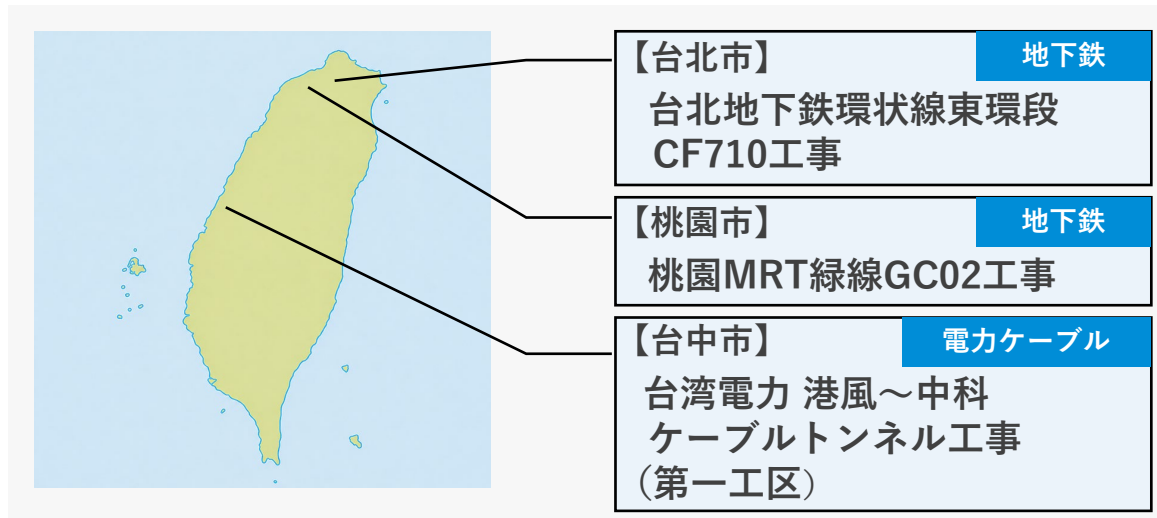 【台北市】 地下鉄
台北地下鉄環状線東環段
CF710工事
【桃園市】 地下鉄
桃園MRT緑線GC02工事
【台中市】 電力ケーブル
台湾電力 港風～中科
ケーブルトンネル工事
（第一工区）